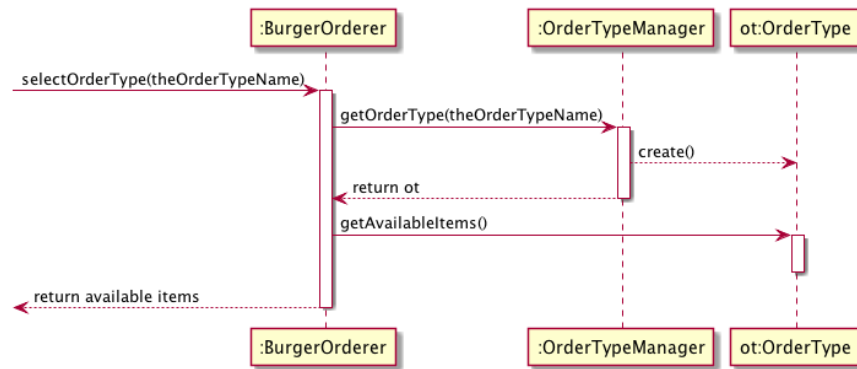 :BurgerOrderer
:OrderTypeManager
ot:OrderType
selectOrderType(theOrderTypeName)
getOrderType(theOrderTypeName)
create()
return ot
getAvailableItems()
return available items
:BurgerOrderer
:OrderTypeManager
ot:OrderType